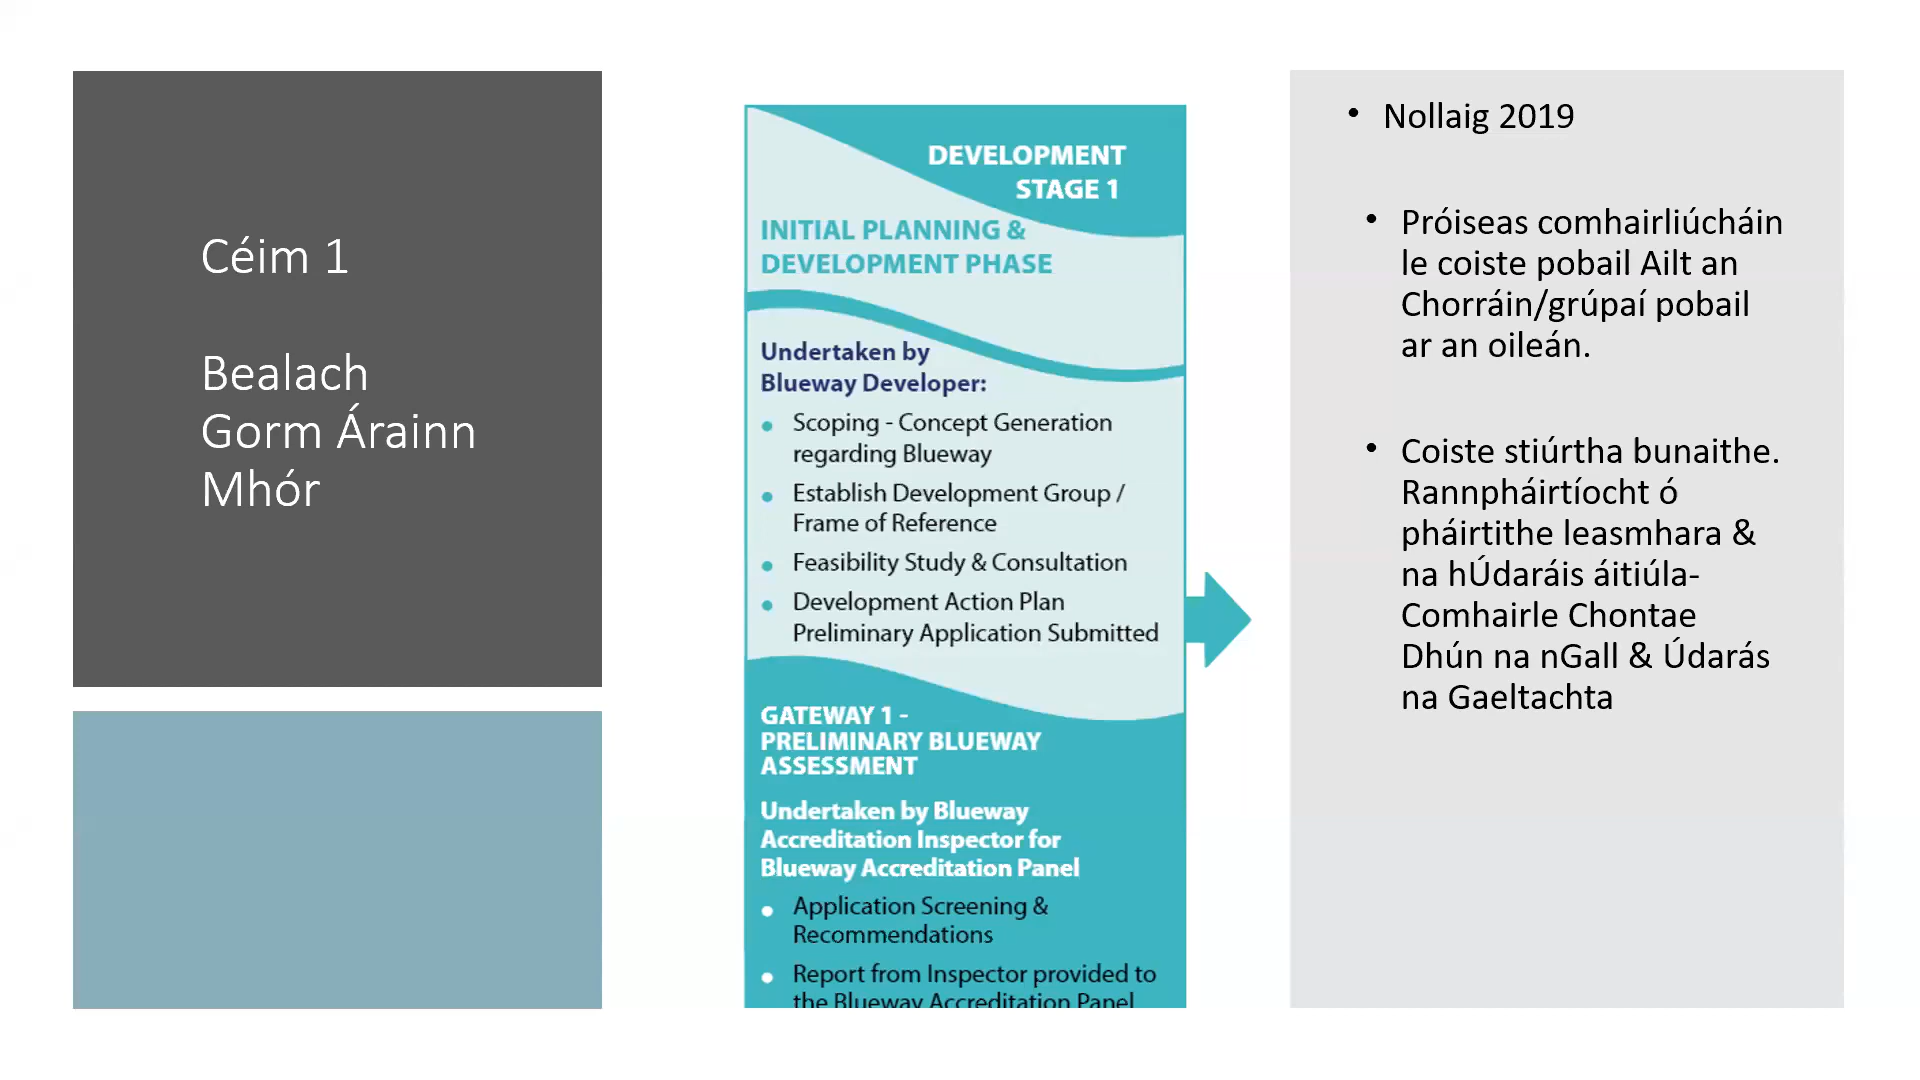 Céim 1
Bealach
Gorm Árainn
Mhór
DEVELOPMENT
STAGE 1
INITIAL PLANNING &
DEVELOPMENT PHASE
Undertaken by
Blueway Developer:
• Scoping - Concept Generation
regarding Blueway
• Establish Development Group /
Frame of Reference
• Feasibility Study & Consultation
• Development Action Plan
Preliminary Application Submitted
GATEWAY 1 -
PRELIMINARY BLUEWAY
ASSESSMENT
Undertaken by Blueway
Accreditation Inspector for
Blueway Accreditation Panel
• Application Screening &
Recommendations
• Report from Inspector provided to
the Blueway Accreditation Panel
• Nollaig 2019
• Próiseas comhairliúcháin
le coiste pobail Ailt an
Chorráin/grúpaí pobail
ar an oileán.
• Coiste stiúrtha bunaithe.
Rannpháirtíocht ó
pháirtithe leasmhara &
na hÚdaráis áitiúla-
Comhairle Chontae
Dhún na nGall & Údarás
na Gaeltachta